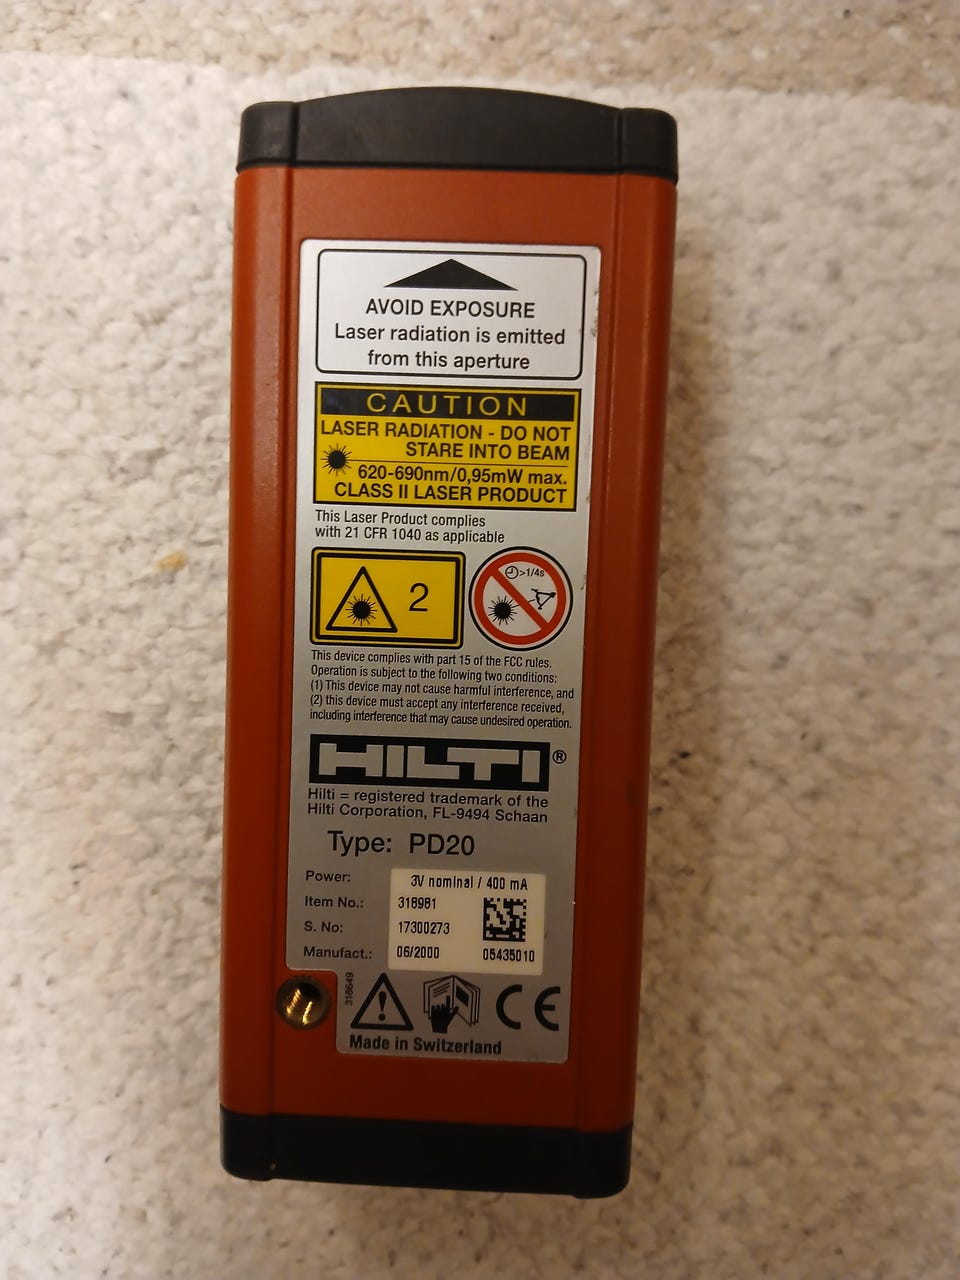 AVOID EXPOSURE
Laser radiation is emitted
from this aperture
CAUTION
LASER RADIATION - DO NOT
STARE INTO BEAM
620-690nm/0,95mW max.
CLASS II LASER PRODUCT
This Laser Product complies
with 21 CFR 1040 as applicable
2
>1/4s
This device complies with part 15 of the FCC rules.
Operation is subject to the following two conditions:
(1) This device may not cause harmful interference, and
(2) this device must accept any interference received,
including interference that may cause undesired operation.
HILTI®
Hilti = registered trademark of the
Hilti Corporation, FL-9494 Schaan
Type: PD20
Power: 3V nominal / 400 mA
Item No.: 318981
S. No: 17300273
Manufact.: 06/2000 05435010
318649
CE
Made in Switzerland